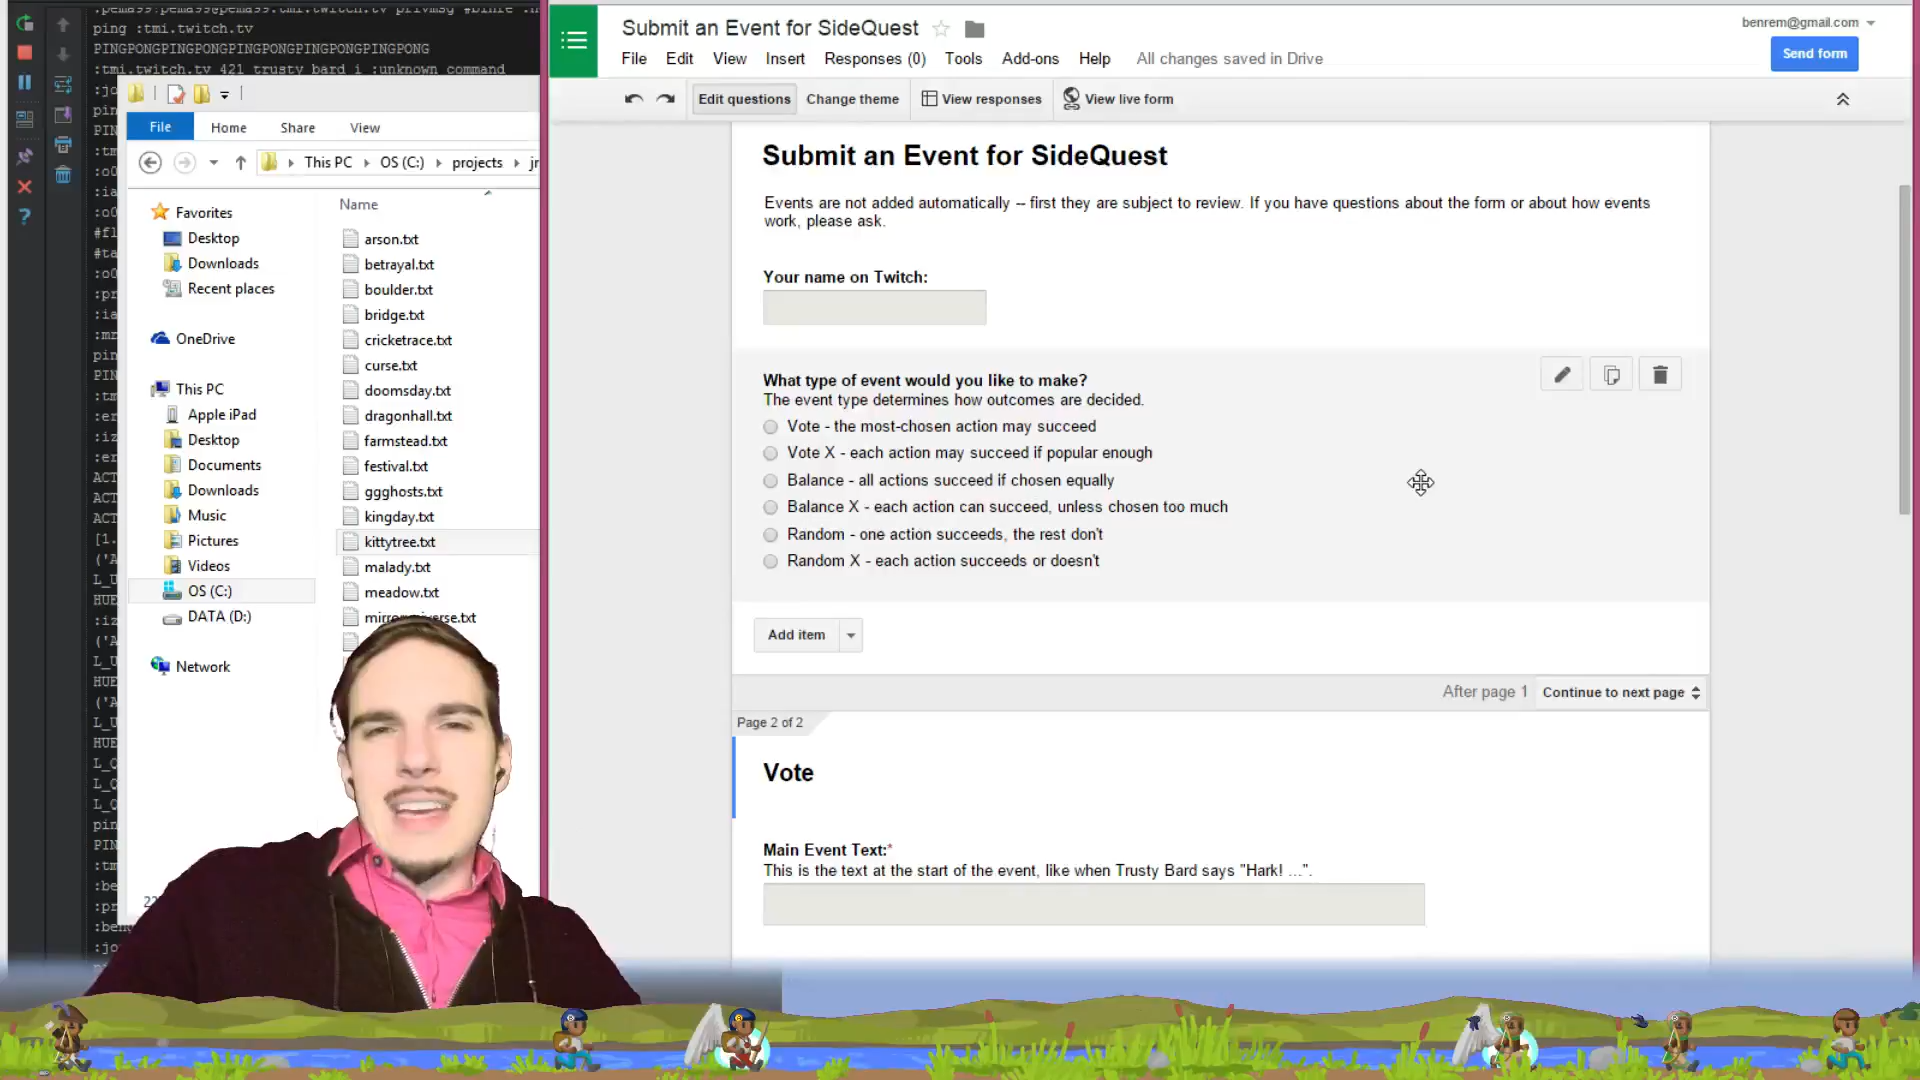 ping :tmi.twitch.tv
PINGPONGPINGPONGPINGPONGPINGPONGPINGPONG
:tmi.twitch.tv 421 trusty_bard i :unknown command
File
Home
Share
View
This PC
OS (C:)
projects
Name
Favorites
Desktop
Downloads
Recent places
OneDrive
This PC
Apple iPad
Desktop
Documents
Downloads
Music
Pictures
Videos
OS (C:)
DATA (D:)
Network
arson.txt
betrayal.txt
boulder.txt
bridge.txt
cricketrace.txt
curse.txt
doomsday.txt
dragonhall.txt
farmstead.txt
festival.txt
ggghosts.txt
kingday.txt
kittytree.txt
malady.txt
meadow.txt
Submit an Event for SideQuest
benrem@gmail.com
File Edit View Insert Responses (0) Tools Add-ons Help All changes saved in Drive
Send form
Edit questions
Change theme
View responses
View live form
Submit an Event for SideQuest
Events are not added automatically -- first they are subject to review. If you have questions about the form or about how events
work, please ask.
Your name on Twitch:
What type of event would you like to make?
The event type determines how outcomes are decided.
Vote - the most-chosen action may succeed
Vote X - each action may succeed if popular enough
Balance - all actions succeed if chosen equally
Balance X - each action can succeed, unless chosen too much
Random - one action succeeds, the rest don't
Random X - each action succeeds or doesn't
Add item
After page 1
Continue to next page
Page 2 of 2
Vote
Main Event Text:*
This is the text at the start of the event, like when Trusty Bard says "Hark! ...".